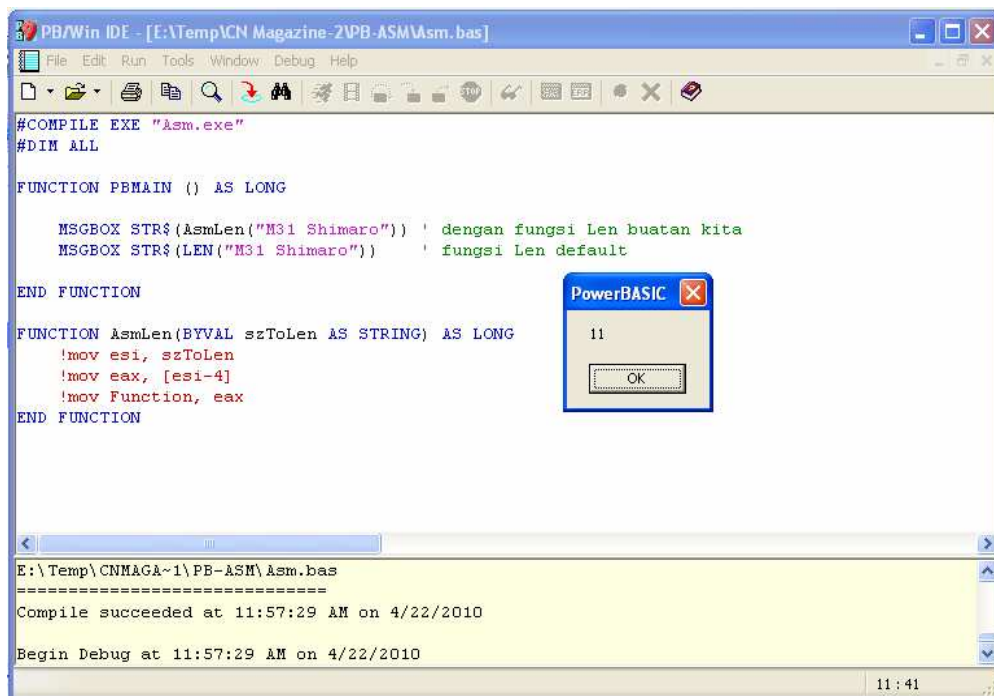 PB/Win IDE - [E:\Temp\CN Magazine-2\PB-ASM\Asm.bas]
File Edit Run Tools Window Debug Help
#COMPILE EXE "Asm.exe"
#DIM ALL
FUNCTION PBMAIN () AS LONG
MSGBOX STR$(AsmLen("M31 Shimaro")) ' dengan fungsi Len buatan kita
MSGBOX STR$(LEN("M31 Shimaro")) ' fungsi Len default
END FUNCTION
FUNCTION AsmLen(BYVAL szToLen AS STRING) AS LONG
!mov esi, szToLen
!mov eax, [esi-4]
!mov Function, eax
END FUNCTION
PowerBASIC
11
OK
E:\Temp\CNMAGA~1\PB-ASM\Asm.bas
==============================
Compile succeeded at 11:57:29 AM on 4/22/2010
Begin Debug at 11:57:29 AM on 4/22/2010
11 : 41